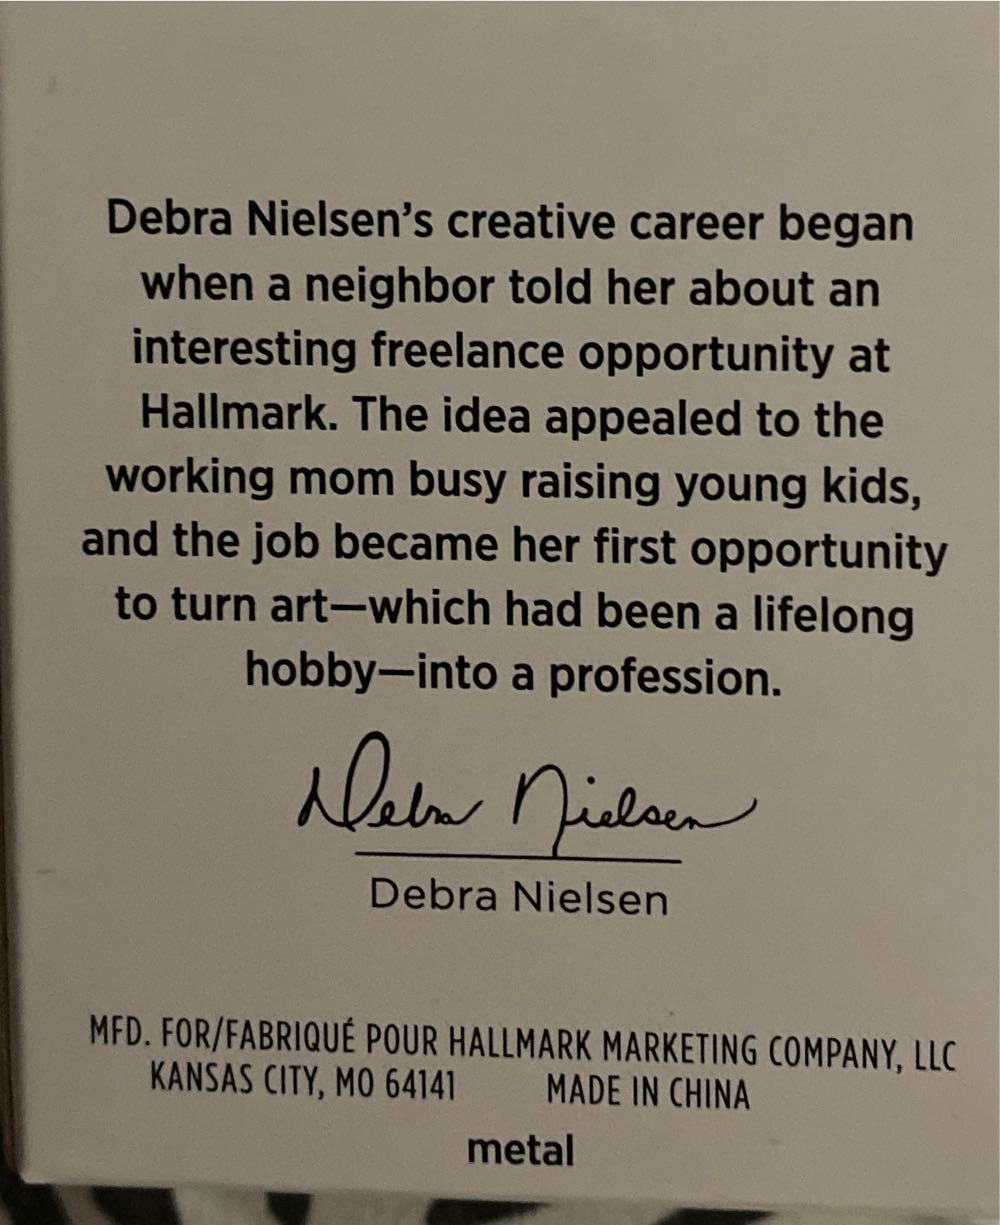 Debra Nielsen’s creative career began
when a neighbor told her about an
interesting freelance opportunity at
Hallmark. The idea appealed to the
working mom busy raising young kids,
and the job became her first opportunity
to turn art—which had been a lifelong
hobby—into a profession.
Debra Nielsen
Debra Nielsen
MFD. FOR/FABRIQUÉ POUR HALLMARK MARKETING COMPANY, LLC
KANSAS CITY, MO 64141 MADE IN CHINA
metal